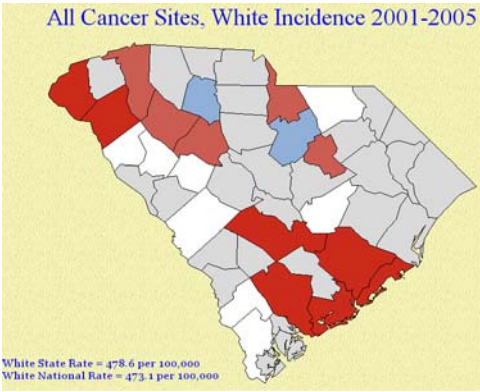 All Cancer Sites, White Incidence 2001-2005
White State Rate = 478.6 per 100,000
White National Rate = 473.1 per 100,000